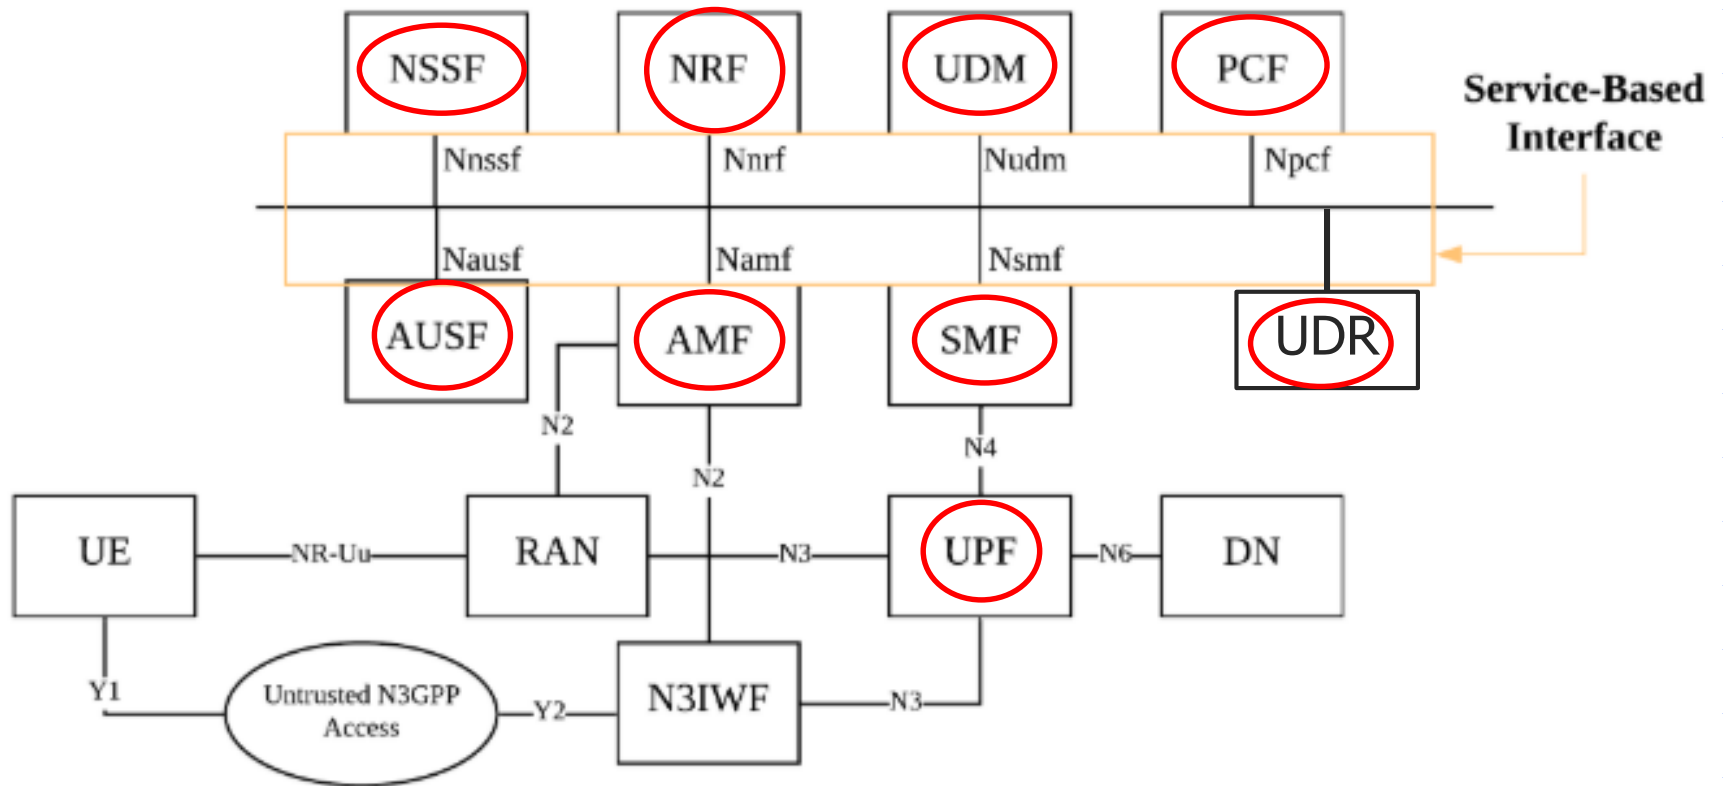 NSSF
NRF
UDM
PCF
Service-Based
Interface
Nnssf
Nnrf
Nudm
Npcf
Nausf
Namf
Nsmf
AUSF
AMF
SMF
UDR
N2
N2
N4
UE
NR-Uu
RAN
N3
UPF
N6
DN
Y1
Untrusted N3GPP
Access
Y2
N3IWF
N3